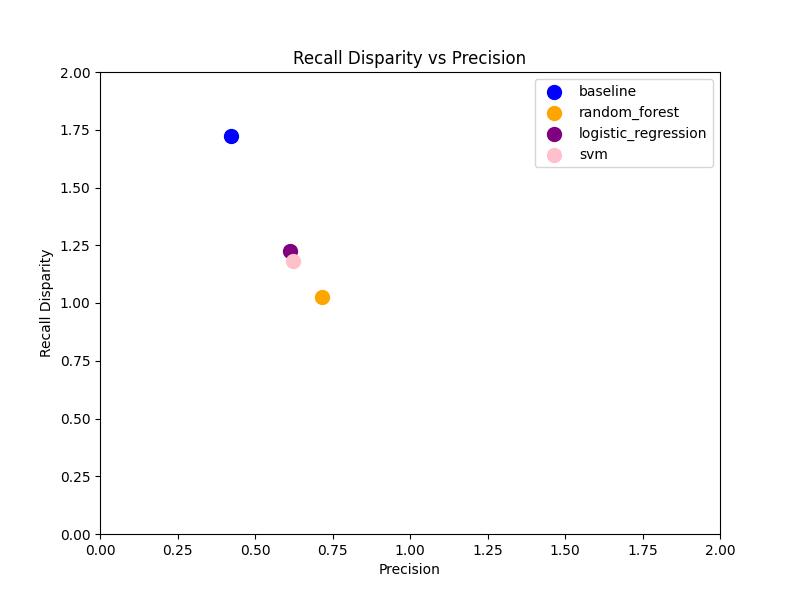 Recall Disparity vs Precision
baseline
random_forest
logistic_regression
svm
Recall Disparity
2.00
1.75
1.50
1.25
1.00
0.75
0.50
0.25
0.00
0.00 0.25 0.50 0.75 1.00 1.25 1.50 1.75 2.00
Precision